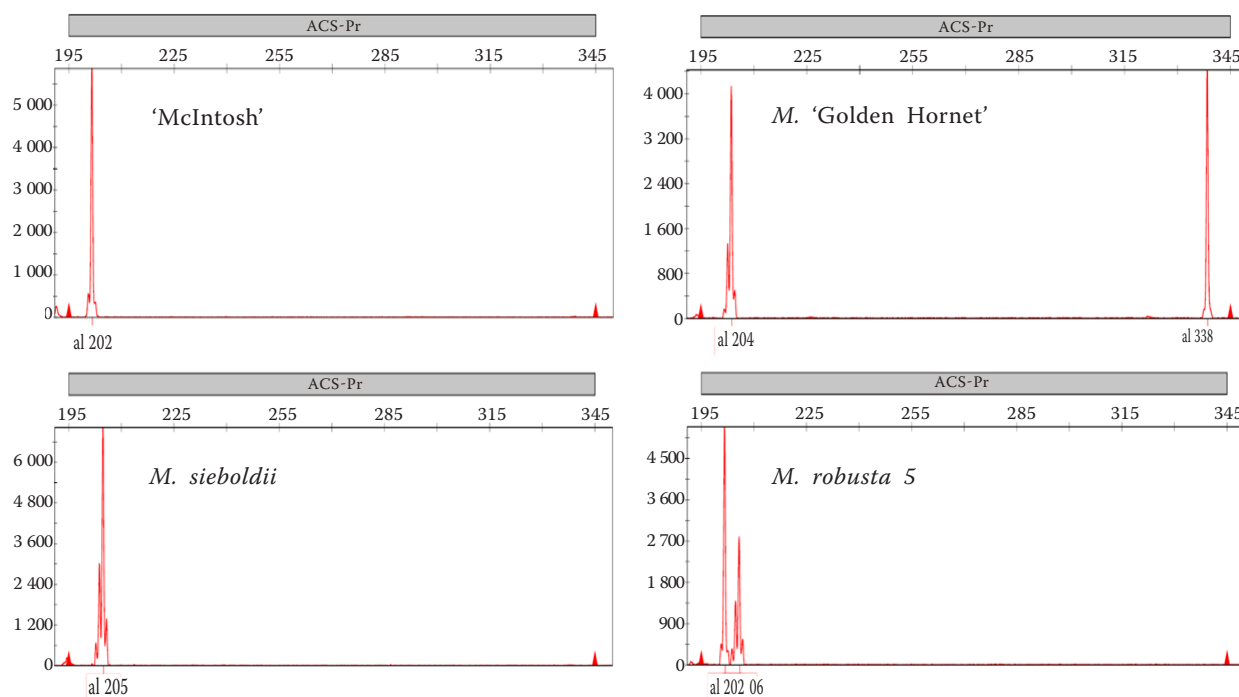 ACS-Pr
195 225 255 285 315 345
5 000
4 000
3 000
2 000
1 000
0
'McIntosh'
al 202
ACS-Pr
195 225 255 285 315 345
4 000
3 200
2 400
1 600
800
0
M. 'Golden Hornet'
al 204 al 338
ACS-Pr
195 225 255 285 315 345
6 000
4 800
3 600
2 400
1 200
0
M. sieboldii
al 205
ACS-Pr
195 225 255 285 315 345
4 500
3 600
2 700
1 800
900
0
M. robusta 5
al 202 06